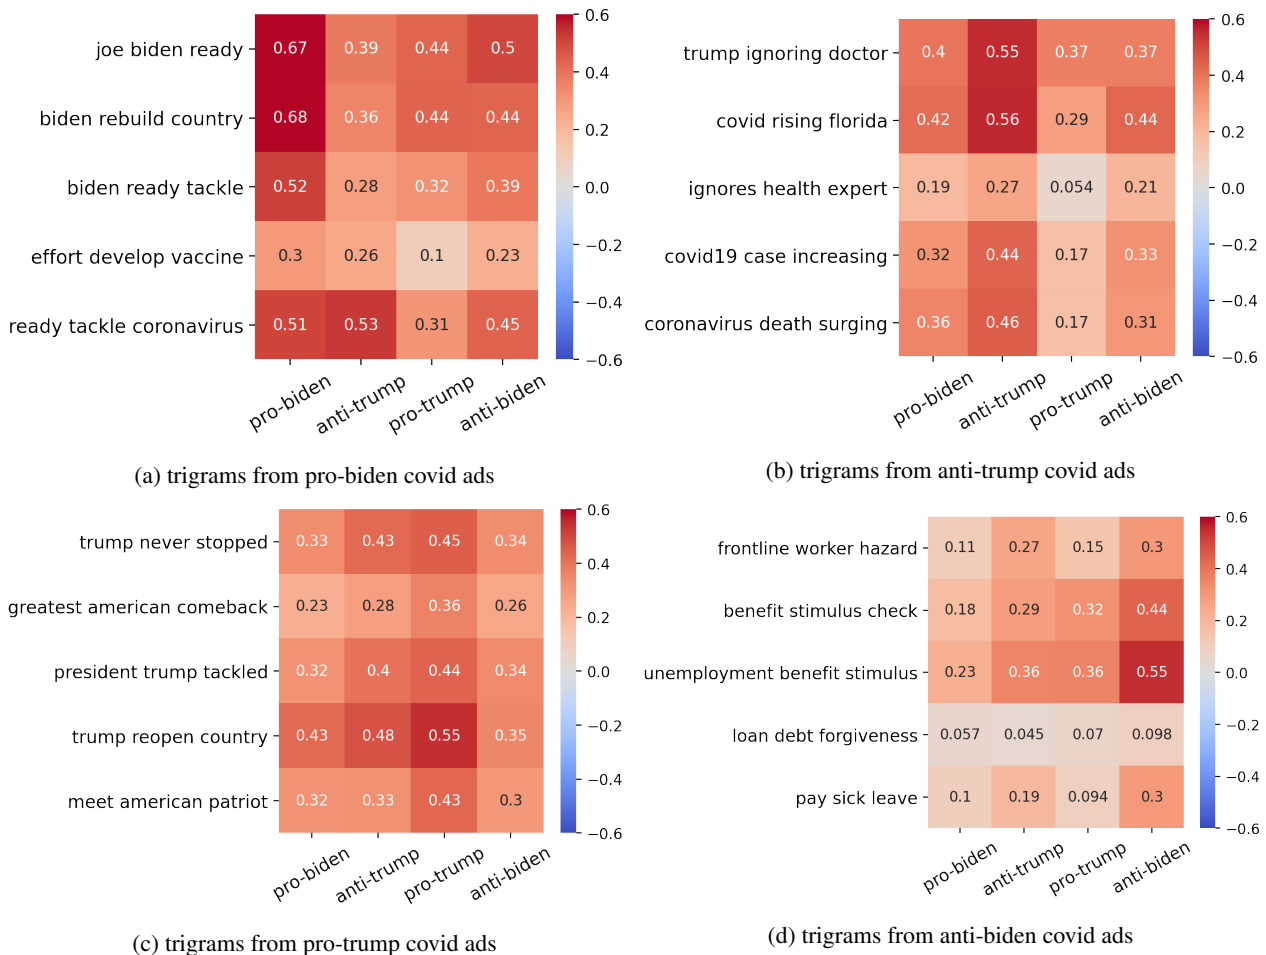 joe biden ready 0.67 0.39 0.44 0.5
biden rebuild country 0.68 0.36 0.44 0.44
biden ready tackle 0.52 0.28 0.32 0.39
effort develop vaccine 0.3 0.26 0.1 0.23
ready tackle coronavirus 0.51 0.53 0.31 0.45
pro-biden anti-trump pro-trump anti-biden
0.6
0.4
0.2
0.0
−0.2
−0.4
−0.6
(a) trigrams from pro-biden covid ads
trump ignoring doctor 0.4 0.55 0.37 0.37
covid rising florida 0.42 0.56 0.29 0.44
ignores health expert 0.19 0.27 0.054 0.21
covid19 case increasing 0.32 0.44 0.17 0.33
coronavirus death surging 0.36 0.46 0.17 0.31
pro-biden anti-trump pro-trump anti-biden
0.6
0.4
0.2
0.0
−0.2
−0.4
−0.6
(b) trigrams from anti-trump covid ads
trump never stopped 0.33 0.43 0.45 0.34
greatest american comeback 0.23 0.28 0.36 0.26
president trump tackled 0.32 0.4 0.44 0.34
trump reopen country 0.43 0.48 0.55 0.35
meet american patriot 0.32 0.33 0.43 0.3
pro-biden anti-trump pro-trump anti-biden
0.6
0.4
0.2
0.0
−0.2
−0.4
−0.6
(c) trigrams from pro-trump covid ads
frontline worker hazard 0.11 0.27 0.15 0.3
benefit stimulus check 0.18 0.29 0.32 0.44
unemployment benefit stimulus 0.23 0.36 0.36 0.55
loan debt forgiveness 0.057 0.045 0.07 0.098
pay sick leave 0.1 0.19 0.094 0.3
pro-biden anti-trump pro-trump anti-biden
0.6
0.4
0.2
0.0
−0.2
−0.4
−0.6
(d) trigrams from anti-biden covid ads